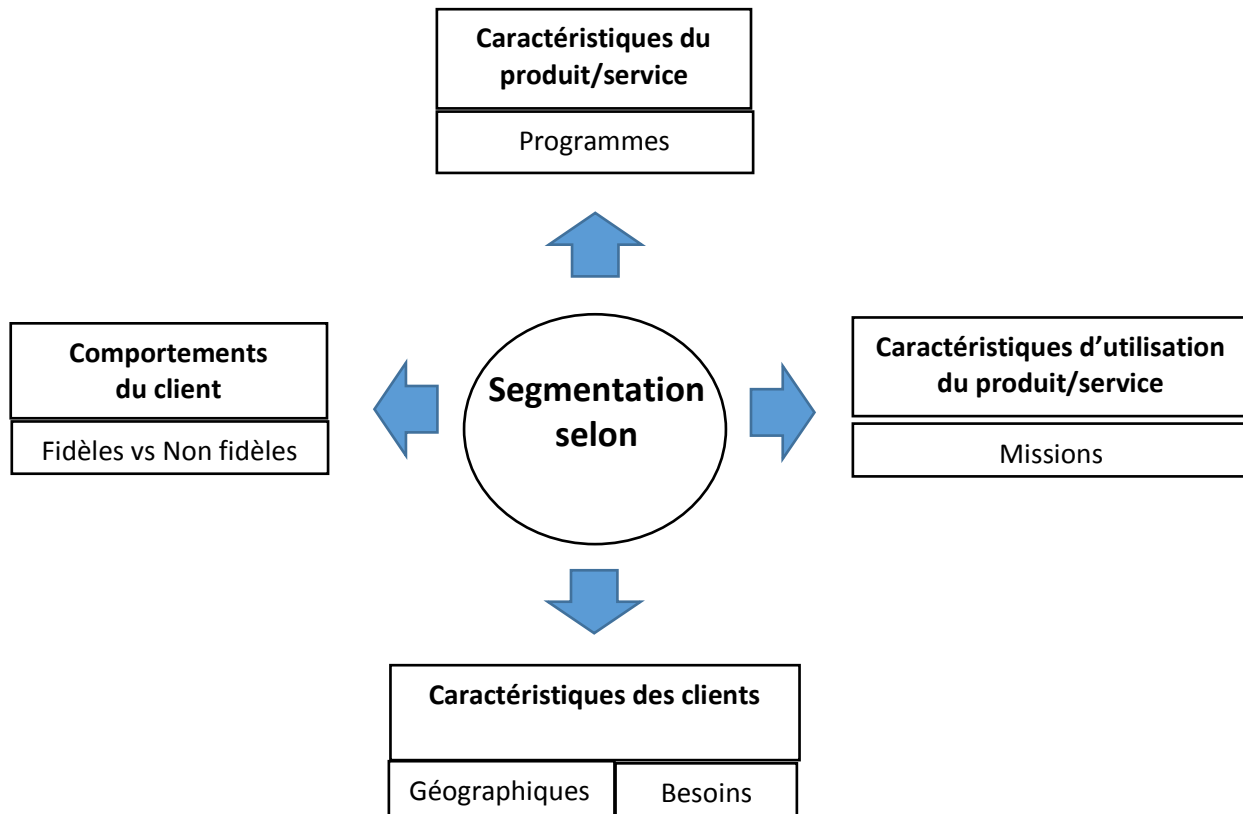 Caractéristiques du
produit/service
Programmes
Comportements
du client
Fidèles vs Non fidèles
Segmentation
selon
Caractéristiques d’utilisation
du produit/service
Missions
Caractéristiques des clients
Géographiques
Besoins